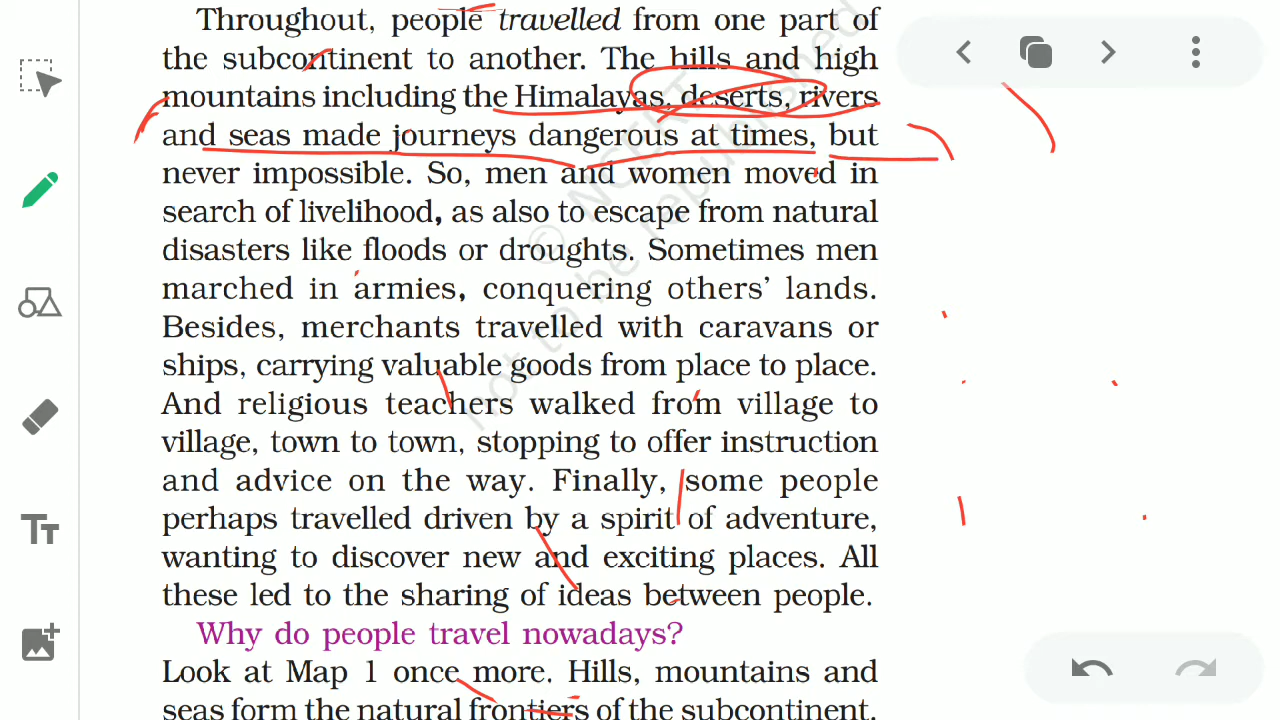 Throughout, people travelled from one part of
the subcontinent to another. The hills and high
mountains including the Himalayas, deserts, rivers
and seas made journeys dangerous at times, but
never impossible. So, men and women moved in
search of livelihood, as also to escape from natural
disasters like floods or droughts. Sometimes men
marched in armies, conquering others' lands.
Besides, merchants travelled with caravans or
ships, carrying valuable goods from place to place.
And religious teachers walked from village to
village, town to town, stopping to offer instruction
and advice on the way. Finally, some people
perhaps travelled driven by a spirit of adventure,
wanting to discover new and exciting places. All
these led to the sharing of ideas between people.
Why do people travel nowadays?
Look at Map 1 once more. Hills, mountains and
seas form the natural frontiers of the subcontinent.
© NCERT
not to be republished
TT